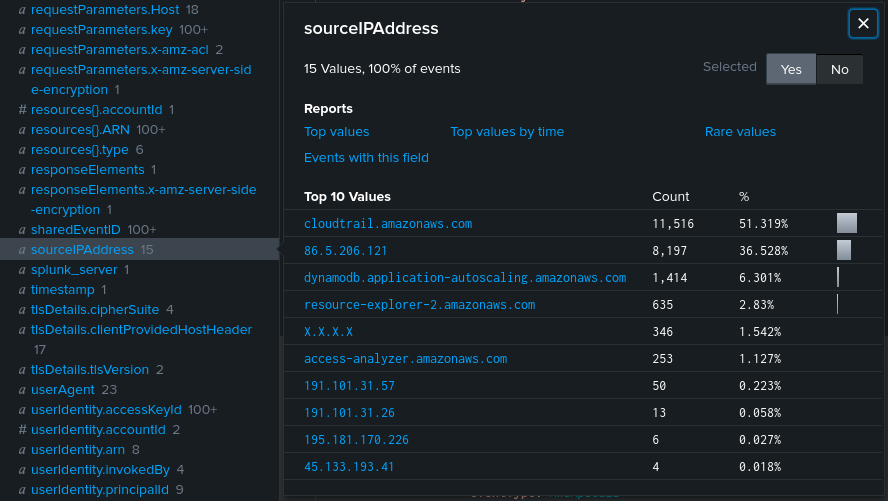 a requestParameters.Host 18
a requestParameters.key 100+
a requestParameters.x-amz-acl 2
a requestParameters.x-amz-server-sid
e-encryption 1
# resources{}.accountId 1
a resources{}.ARN 100+
a resources{}.type 6
a responseElements 1
a responseElements.x-amz-server-side
-encryption 1
a sharedEventID 100+
a sourceIPAddress 15
a splunk_server 1
a timestamp 1
a tlsDetails.cipherSuite 4
a tlsDetails.clientProvidedHostHeader
17
a tlsDetails.tlsVersion 2
a userAgent 23
a userIdentity.accessKeyId 100+
# userIdentity.accountId 2
a userIdentity.arn 8
a userIdentity.invokedBy 4
a userIdentity.principalId 9
sourceIPAddress
15 Values, 100% of events
Selected Yes No
Reports
Top values Top values by time Rare values
Events with this field
Top 10 Values Count %
cloudtrail.amazonaws.com 11,516 51.319%
86.5.206.121 8,197 36.528%
dynamodb.application-autoscaling.amazonaws.com 1,414 6.301%
resource-explorer-2.amazonaws.com 635 2.83%
X.X.X.X 346 1.542%
access-analyzer.amazonaws.com 253 1.127%
191.101.31.57 50 0.223%
191.101.31.26 13 0.058%
195.181.170.226 6 0.027%
45.133.193.41 4 0.018%